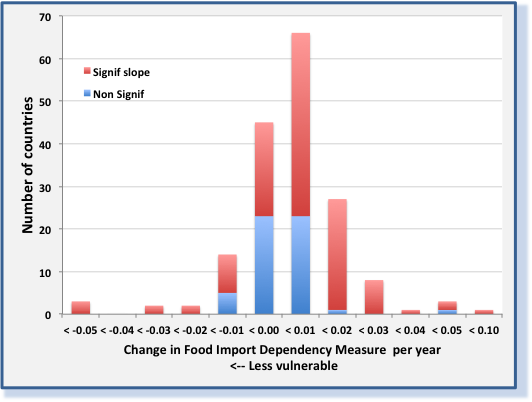 70
60
50
40
30
20
10
0
Number of countries
Signif slope
Non Signif
< -0.05 < -0.04 < -0.03 < -0.02 < -0.01 < 0.00 < 0.01 < 0.02 < 0.03 < 0.04 < 0.05 < 0.10
Change in Food Import Dependency Measure per year
<-- Less vulnerable